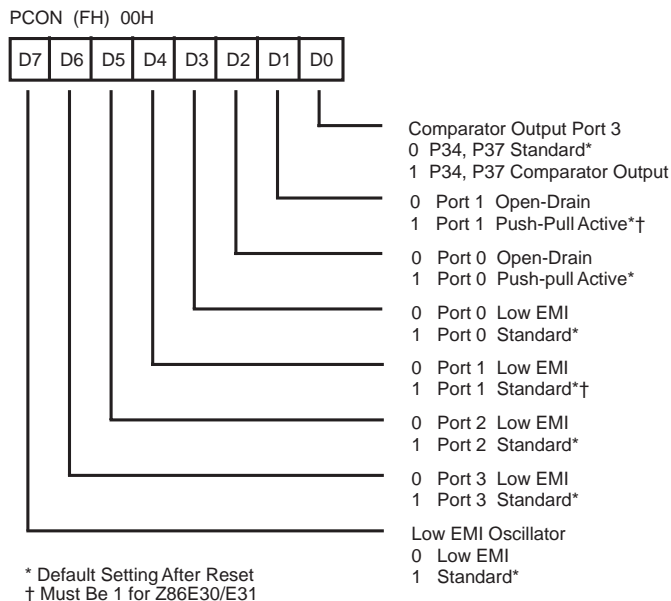 PCON (FH) 00H
D7 D6 D5 D4 D3 D2 D1 D0
Comparator Output Port 3
0 P34, P37 Standard*
1 P34, P37 Comparator Output
0 Port 1 Open-Drain
1 Port 1 Push-Pull Active*†
0 Port 0 Open-Drain
1 Port 0 Push-pull Active*
0 Port 0 Low EMI
1 Port 0 Standard*
0 Port 1 Low EMI
1 Port 1 Standard*†
0 Port 2 Low EMI
1 Port 2 Standard*
0 Port 3 Low EMI
1 Port 3 Standard*
Low EMI Oscillator
0 Low EMI
1 Standard*
* Default Setting After Reset
† Must Be 1 for Z86E30/E31